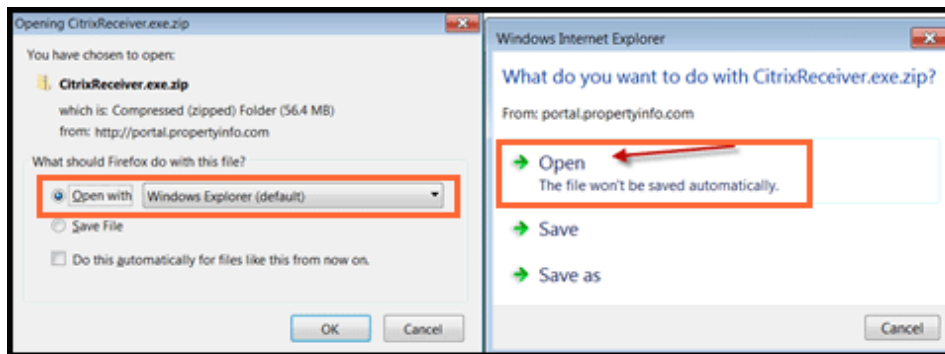 Opening CitrixReceiver.exe.zip
You have chosen to open:
CitrixReceiver.exe.zip
which is: Compressed (zipped) Folder (56.4 MB)
from: http://portal.propertyinfo.com
What should Firefox do with this file?
Open with Windows Explorer (default)
Save File
Do this automatically for files like this from now on.
OK Cancel
Windows Internet Explorer
What do you want to do with CitrixReceiver.exe.zip?
From: portal.propertyinfo.com
Open
The file won't be saved automatically.
Save
Save as
Cancel